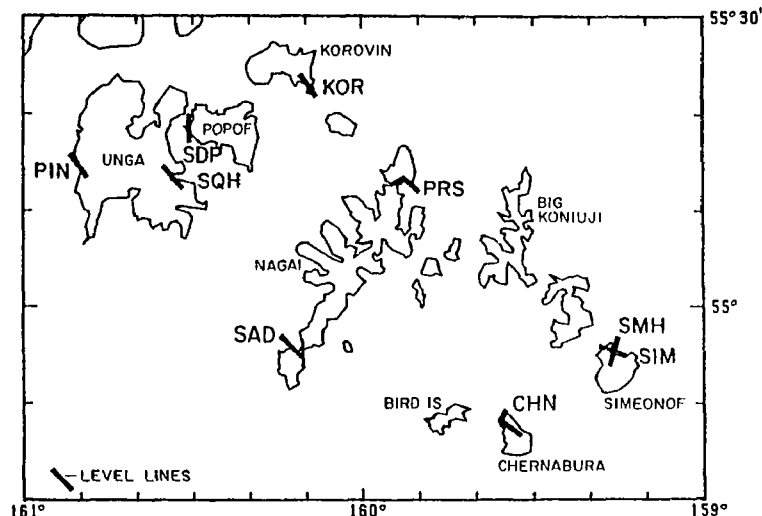 55°30'
KOROVIN
KOR
POPOF
UNGA
SDP
PIN
SQH
PRS
BIG
KONIUJI
NAGAI
55°
SMH
SAD
SIM
BIRD IS
CHN
SIMEONOF
CHERNABURA
LEVEL LINES
161°
160°
159°